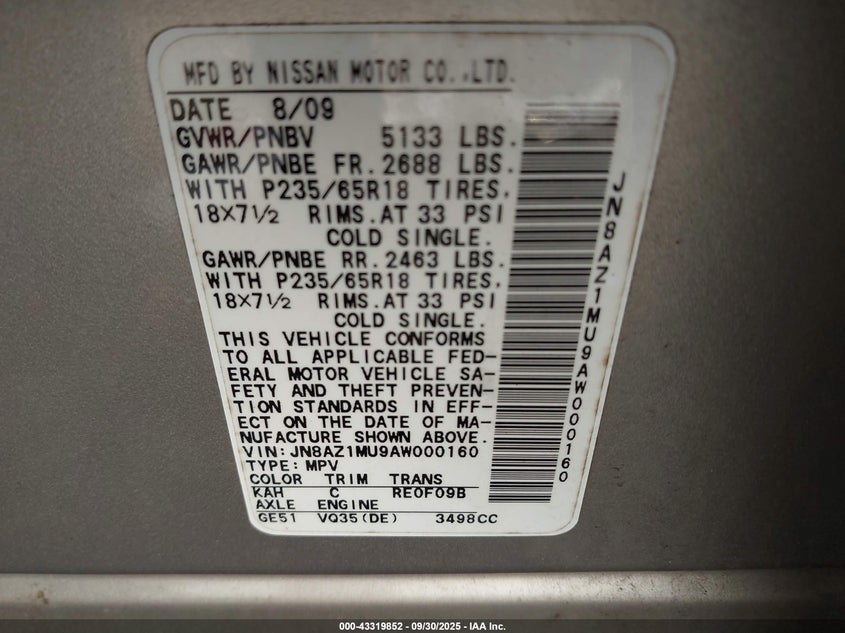 MFD BY NISSAN MOTOR CO.,LTD.
DATE 8/09
GVWR/PNBV 5133 LBS.
GAWR/PNBE FR.2688 LBS.
WITH P235/65R18 TIRES.
18×7½ RIMS.AT 33 PSI
COLD SINGLE.
GAWR/PNBE RR.2463 LBS.
WITH P235/65R18 TIRES.
18×7½ RIMS.AT 33 PSI
COLD SINGLE.
THIS VEHICLE CONFORMS
TO ALL APPLICABLE FED-
ERAL MOTOR VEHICLE SA-
FETY AND THEFT PREVEN-
TION STANDARDS IN EFF-
ECT ON THE DATE OF MA-
NUFACTURE SHOWN ABOVE.
VIN:JN8AZ1MU9AW000160
TYPE:MPV
COLOR TRIM TRANS
KAH C RE0F09B
AXLE ENGINE
GE51 VQ35(DE) 3498CC
JN8AZ1MU9AW000160
000-43319852 - 09/30/2025 - IAA Inc.